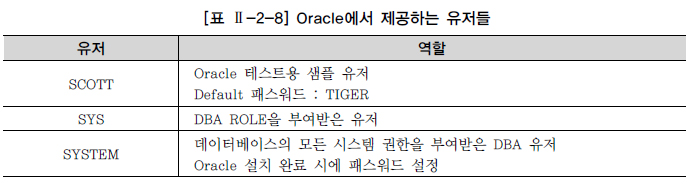 [표 Ⅱ-2-8] Oracle에서 제공하는 유저들
유저 역할
SCOTT Oracle 테스트용 샘플 유저
Default 패스워드 : TIGER
SYS DBA ROLE을 부여받은 유저
SYSTEM 데이터베이스의 모든 시스템 권한을 부여받은 DBA 유저
Oracle 설치 완료 시에 패스워드 설정